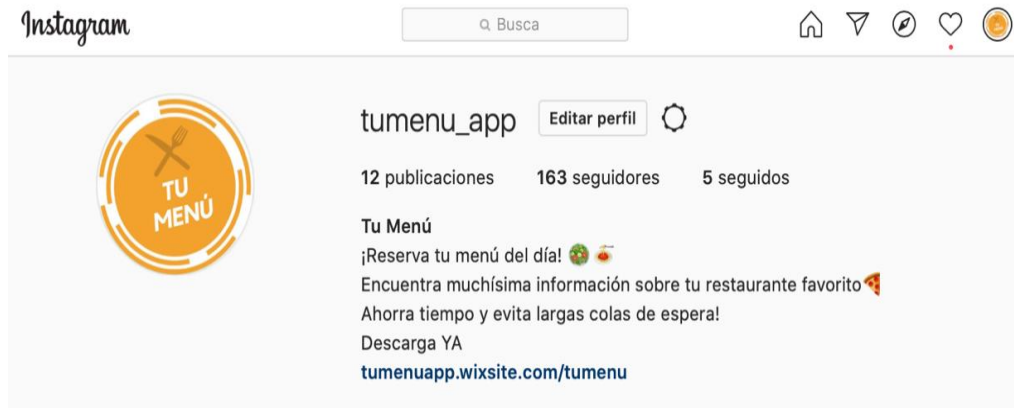 Instagram
Busca
TU
MENÚ
tumenu_app Editar perfil
12 publicaciones 163 seguidores 5 seguidos
Tu Menú
¡Reserva tu menú del día! 🥗 🍝
Encuentra muchísima información sobre tu restaurante favorito🍕
Ahorra tiempo y evita largas colas de espera!
Descarga YA
tumenuapp.wixsite.com/tumenu